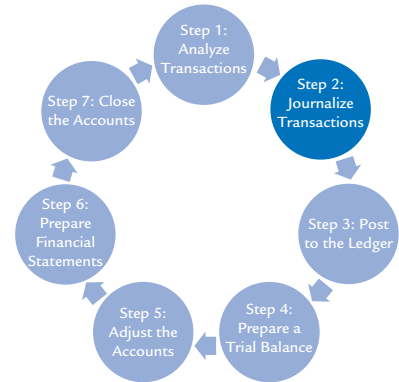 Step 1:
Analyze
Transactions
Step 2:
Journalize
Transactions
Step 3: Post
to the Ledger
Step 4:
Prepare a
Trial Balance
Step 5:
Adjust the
Accounts
Step 6:
Prepare
Financial
Statements
Step 7: Close
the Accounts